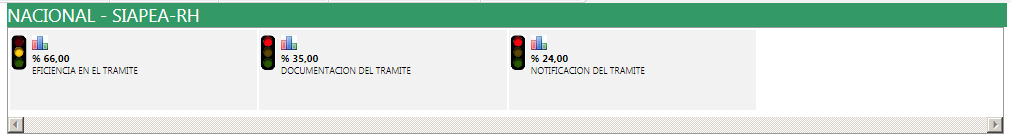 NACIONAL - SIAPEA-RH
% 66,00
EFICIENCIA EN EL TRAMITE
% 35,00
DOCUMENTACION DEL TRAMITE
% 24,00
NOTIFICACION DEL TRAMITE